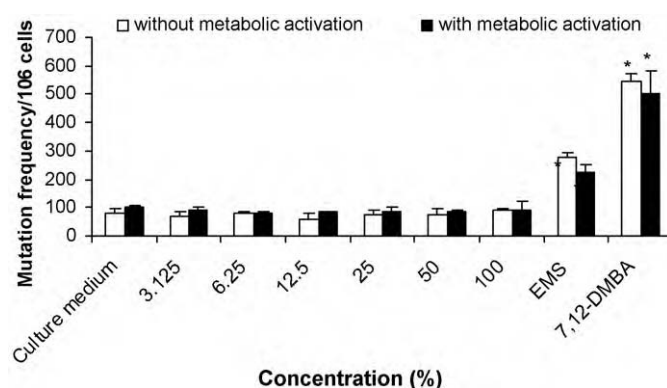 without metabolic activation with metabolic activation
Mutation frequency/106 cells
700
600
500
400
300
200
100
0
* *
*
Culture medium 3.125 6.25 12.5 25 50 100 EMS 7,12-DMBA
Concentration (%)